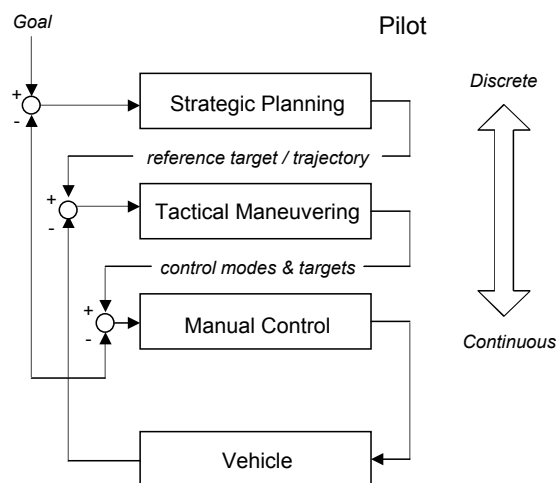 Goal
Pilot
+
-
Strategic Planning
Discrete
reference target / trajectory
+
-
Tactical Maneuvering
control modes & targets
+
-
Manual Control
Continuous
Vehicle